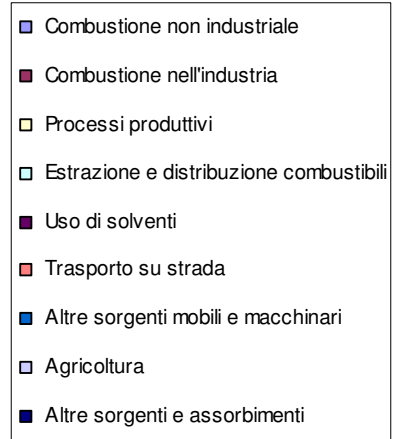 Combustione non industriale
Combustione nell'industria
Processi produttivi
Estrazione e distribuzione combustibili
Uso di solventi
Trasporto su strada
Altre sorgenti mobili e macchinari
Agricoltura
Altre sorgenti e assorbimenti